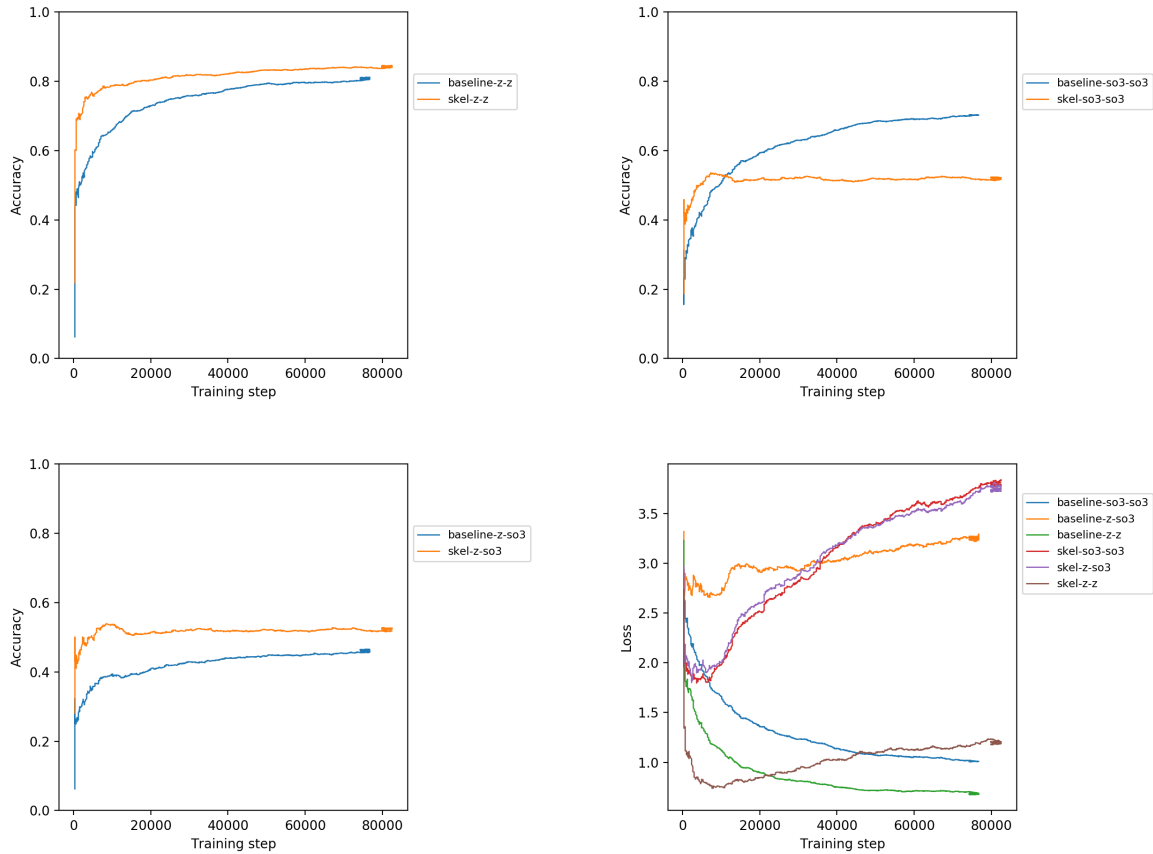 1.0
0.8
0.6
0.4
0.2
0.0
Accuracy
0 20000 40000 60000 80000
Training step
baseline-z-z
skel-z-z
1.0
0.8
0.6
0.4
0.2
0.0
Accuracy
0 20000 40000 60000 80000
Training step
baseline-so3-so3
skel-so3-so3
1.0
0.8
0.6
0.4
0.2
0.0
Accuracy
0 20000 40000 60000 80000
Training step
baseline-z-so3
skel-z-so3
3.5
3.0
2.5
2.0
1.5
1.0
Loss
0 20000 40000 60000 80000
Training step
baseline-so3-so3
baseline-z-so3
baseline-z-z
skel-so3-so3
skel-z-so3
skel-z-z